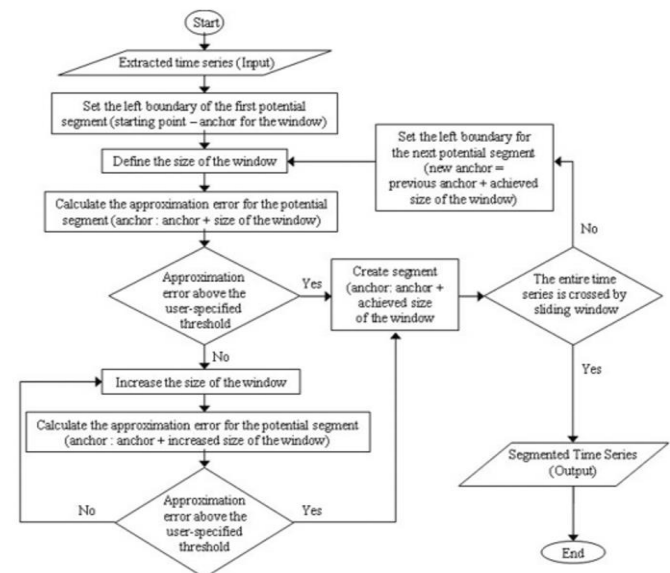 Start
Extracted time series (Input)
Set the left boundary of the first potential
segment (starting point – anchor for the window)
Define the size of the window
Calculate the approximation error for the potential
segment (anchor : anchor + size of the window)
Approximation
error above the
user-specified
threshold
Yes
No
Increase the size of the window
Calculate the approximation error for the potential segment
(anchor : anchor + increased size of the window)
Approximation
error above the
user-specified
threshold
No
Yes
Create segment
(anchor: anchor +
achieved size
of the window
The entire time
series is crossed by
sliding window
No
Set the left boundary for
the next potential segment
(new anchor =
previous anchor + achieved
size of the window)
Yes
Segmented Time Series
(Output)
End